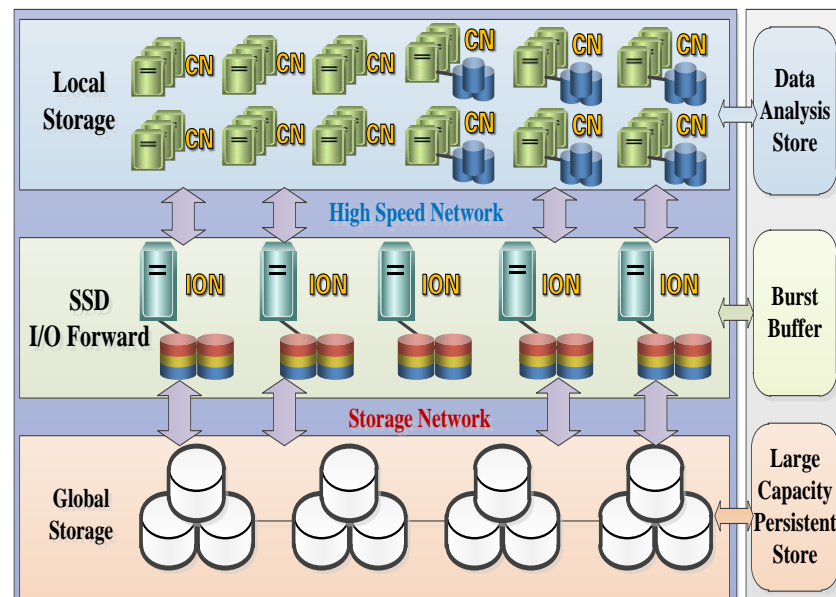 Local
Storage
CN CN CN CN CN CN
CN CN CN CN CN CN
Data
Analysis
Store
High Speed Network
SSD
I/O Forward
ION ION ION ION ION
Burst
Buffer
Storage Network
Global
Storage
Large
Capacity
Persistent
Store